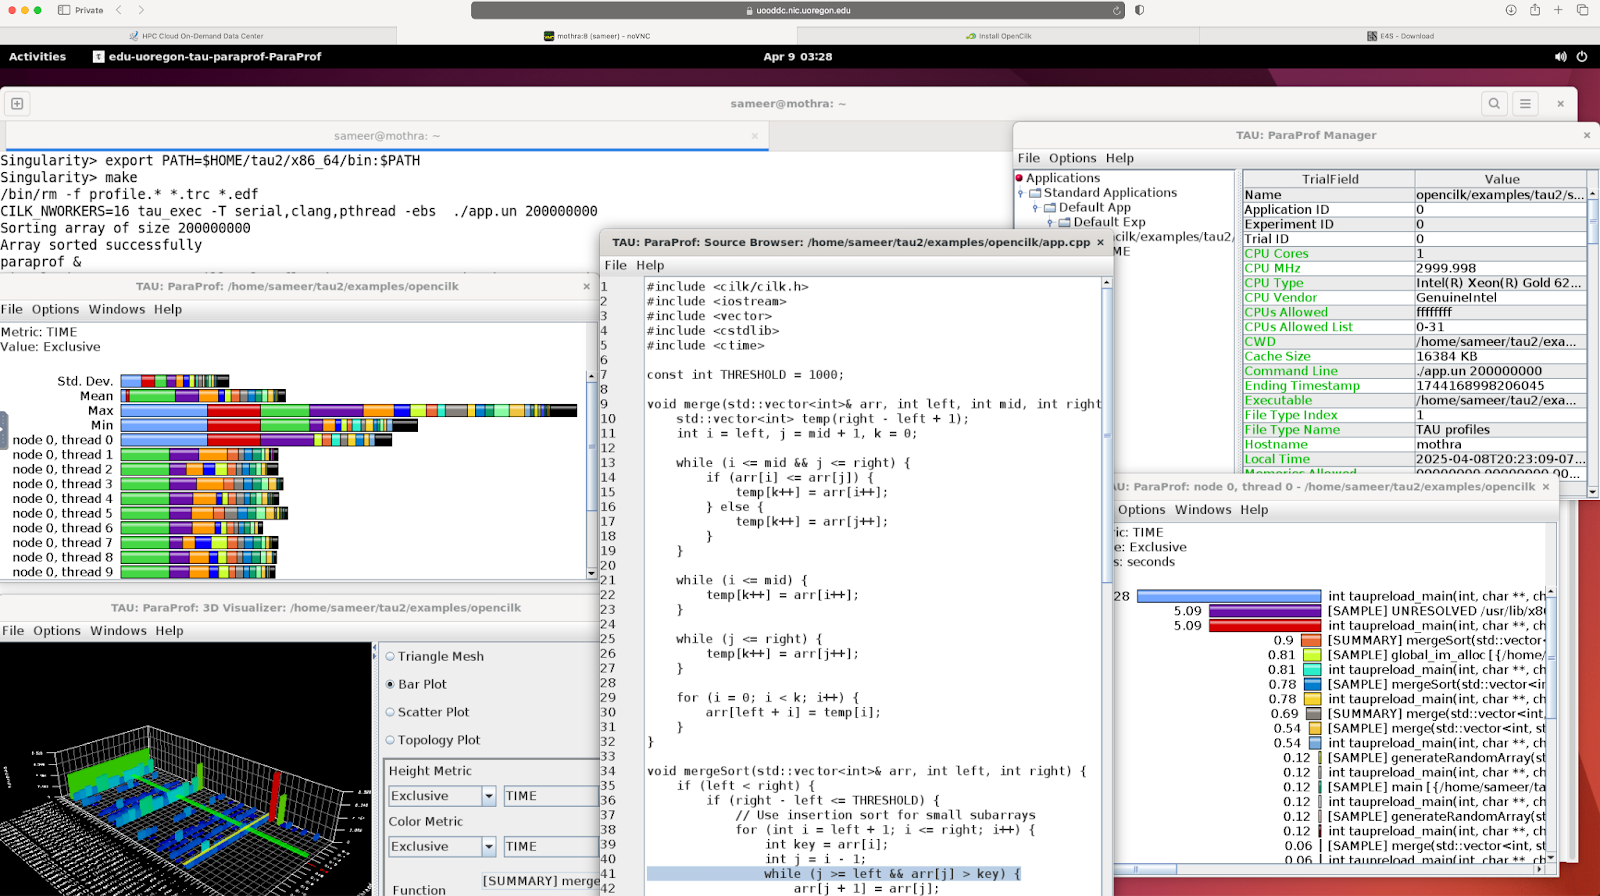 Private
uooddc.nic.uoregon.edu
HPC Cloud On-Demand Data Center
mothra:8 (sameer) - noVNC
Install OpenCilk
E4S - Download
Activities
edu-uoregon-tau-paraprof-ParaProf
Apr 9 03:28
sameer@mothra: ~
sameer@mothra: ~
Singularity> export PATH=$HOME/tau2/x86_64/bin:$PATH
Singularity> make
/bin/rm -f profile.* *.trc *.edf
CILK_NWORKERS=16 tau_exec -T serial,clang,pthread -ebs  ./app.un 200000000
Sorting array of size 200000000
Array sorted successfully
paraprof &
TAU: ParaProf: /home/sameer/tau2/examples/opencilk
File Options Windows Help
Metric: TIME
Value: Exclusive
Std. Dev.
Mean
Max
Min
node 0, thread 0
node 0, thread 1
node 0, thread 2
node 0, thread 3
node 0, thread 4
node 0, thread 5
node 0, thread 6
node 0, thread 7
node 0, thread 8
node 0, thread 9
TAU: ParaProf: 3D Visualizer: /home/sameer/tau2/examples/opencilk
File Options Windows Help
Triangle Mesh
Bar Plot
Scatter Plot
Topology Plot
Height Metric
Exclusive TIME
Color Metric
Exclusive TIME
Function [SUMMARY] merge
TAU: ParaProf: Source Browser: /home/sameer/tau2/examples/opencilk/app.cpp
File Help
1 #include <cilk/cilk.h>
2 #include <iostream>
3 #include <vector>
4 #include <cstdlib>
5 #include <ctime>
6
7 const int THRESHOLD = 1000;
8
9 void merge(std::vector<int>& arr, int left, int mid, int right
10     std::vector<int> temp(right - left + 1);
11     int i = left, j = mid + 1, k = 0;
12
13     while (i <= mid && j <= right) {
14         if (arr[i] <= arr[j]) {
15             temp[k++] = arr[i++];
16         } else {
17             temp[k++] = arr[j++];
18         }
19     }
20
21     while (i <= mid) {
22         temp[k++] = arr[i++];
23     }
24
25     while (j <= right) {
26         temp[k++] = arr[j++];
27     }
28
29     for (i = 0; i < k; i++) {
30         arr[left + i] = temp[i];
31     }
32 }
33
34 void mergeSort(std::vector<int>& arr, int left, int right) {
35     if (left < right) {
36         if (right - left <= THRESHOLD) {
37             // Use insertion sort for small subarrays
38             for (int i = left + 1; i <= right; i++) {
39                 int key = arr[i];
40                 int j = i - 1;
41                 while (j >= left && arr[j] > key) {
42                     arr[j + 1] = arr[j];
TAU: ParaProf Manager
File Options Help
Applications
Standard Applications
Default App
Default Exp
cilk/examples/tau2/
ME
TrialField Value
Name opencilk/examples/tau2/s...
Application ID 0
Experiment ID 0
Trial ID 0
CPU Cores 1
CPU MHz 2999.998
CPU Type Intel(R) Xeon(R) Gold 62...
CPU Vendor GenuineIntel
CPUs Allowed ffffffff
CPUs Allowed List 0-31
CWD /home/sameer/tau2/exa...
Cache Size 16384 KB
Command Line ./app.un 200000000
Ending Timestamp 1744168998206045
Executable /home/sameer/tau2/exa...
File Type Index 1
File Type Name TAU profiles
Hostname mothra
Local Time 2025-04-08T20:23:09-07...
Memories Allowed
AU: ParaProf: node 0, thread 0 - /home/sameer/tau2/examples/opencilk
Options Windows Help
ic: TIME
e: Exclusive
s: seconds
28 int taupreload_main(int, char **, ch
5.09 [SAMPLE] UNRESOLVED /usr/lib/x8
5.09 int taupreload_main(int, char **, ch
0.9 [SUMMARY] mergeSort(std::vector<
0.81 [SAMPLE] global_im_alloc [{/home/
0.81 int taupreload_main(int, char **, ch
0.78 [SAMPLE] mergeSort(std::vector<in
0.78 int taupreload_main(int, char **, ch
0.69 [SUMMARY] merge(std::vector<int,
0.54 [SAMPLE] merge(std::vector<int, st
0.54 int taupreload_main(int, char **, ch
0.12 [SAMPLE] generateRandomArray(st
0.12 int taupreload_main(int, char **, ch
0.12 [SAMPLE] main [{/home/sameer/ta
0.12 int taupreload_main(int, char **, ch
0.12 [SUMMARY] generateRandomArray(s
0.12 int taupreload_main(int, char **, ch
0.06 [SAMPLE] merge(std::vector<int, st
0.06 int taupreload_main(int, char **, ch